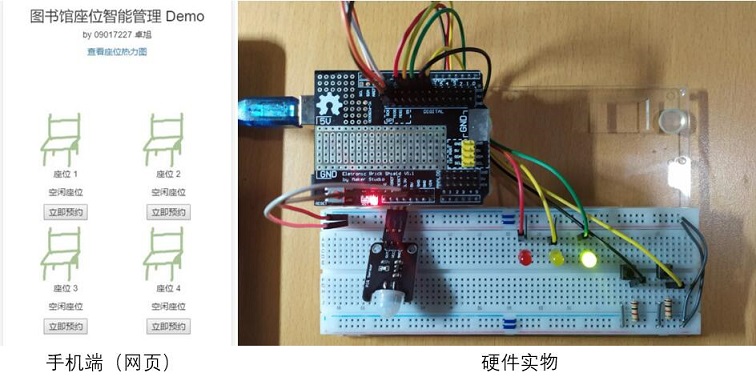 图书馆座位智能管理 Demo
by 09017227 卓旭
查看座位热力图
座位 1
空闲座位
立即预约
座位 2
空闲座位
立即预约
座位 3
空闲座位
立即预约
座位 4
空闲座位
立即预约
DIGITAL
5V
GND
GND
Eletronic Brick Shield V5.1
by Maker Studio
手机端（网页）
硬件实物